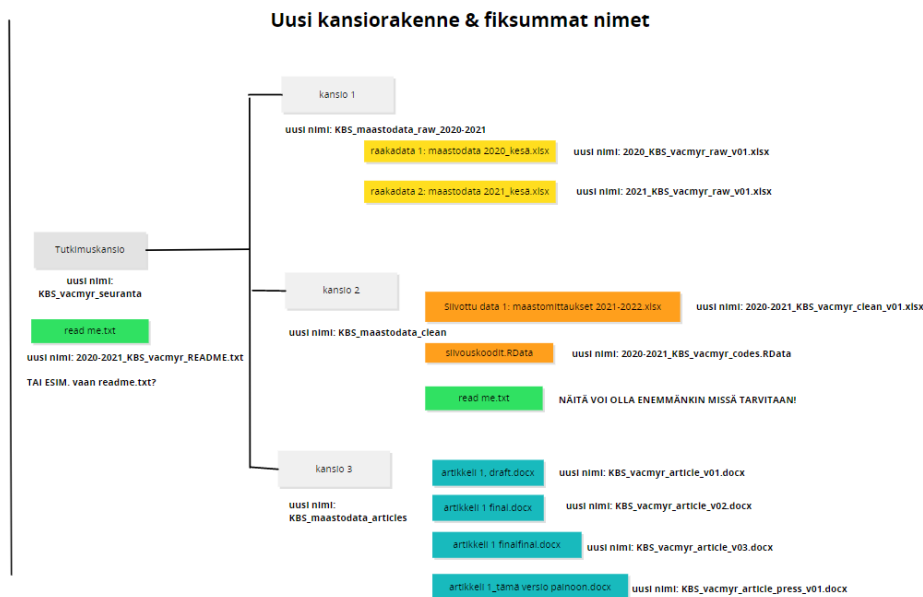 Uusi kansiorakenne & fiksummat nimet
kansio 1
uusi nimi: KBS_maastodata_raw_2020-2021
raakadata 1: maastodata 2020_kesä.xlsx
uusi nimi: 2020_KBS_vacmyr_raw_v01.xlsx
raakadata 2: maastodata 2021_kesä.xlsx
uusi nimi: 2021_KBS_vacmyr_raw_v01.xlsx
Tutkimuskansio
uusi nimi:
KBS_vacmyr_seuranta
read me.txt
uusi nimi: 2020-2021_KBS_vacmyr_README.txt
TAI ESIM. vaan readme.txt?
kansio 2
uusi nimi: KBS_maastodata_clean
Siivottu data 1: maastomittaukset 2021-2022.xlsx
uusi nimi: 2020-2021_KBS_vacmyr_clean_v01.xlsx
siivouskoodit.RData
uusi nimi: 2020-2021_KBS_vacmyr_codes.RData
read me.txt
NÄITÄ VOI OLLA ENEMMÄNKIN MISSÄ TARVITAAN!
kansio 3
uusi nimi:
KBS_maastodata_articles
artikkeli 1, draft.docx
uusi nimi: KBS_vacmyr_article_v01.docx
artikkeli 1 final.docx
uusi nimi: KBS_vacmyr_article_v02.docx
artikkeli 1 finalfinal.docx
uusi nimi: KBS_vacmyr_article_v03.docx
artikkeli 1_tämä versio painoon.docx
uusi nimi: KBS_vacmyr_article_press_v01.docx